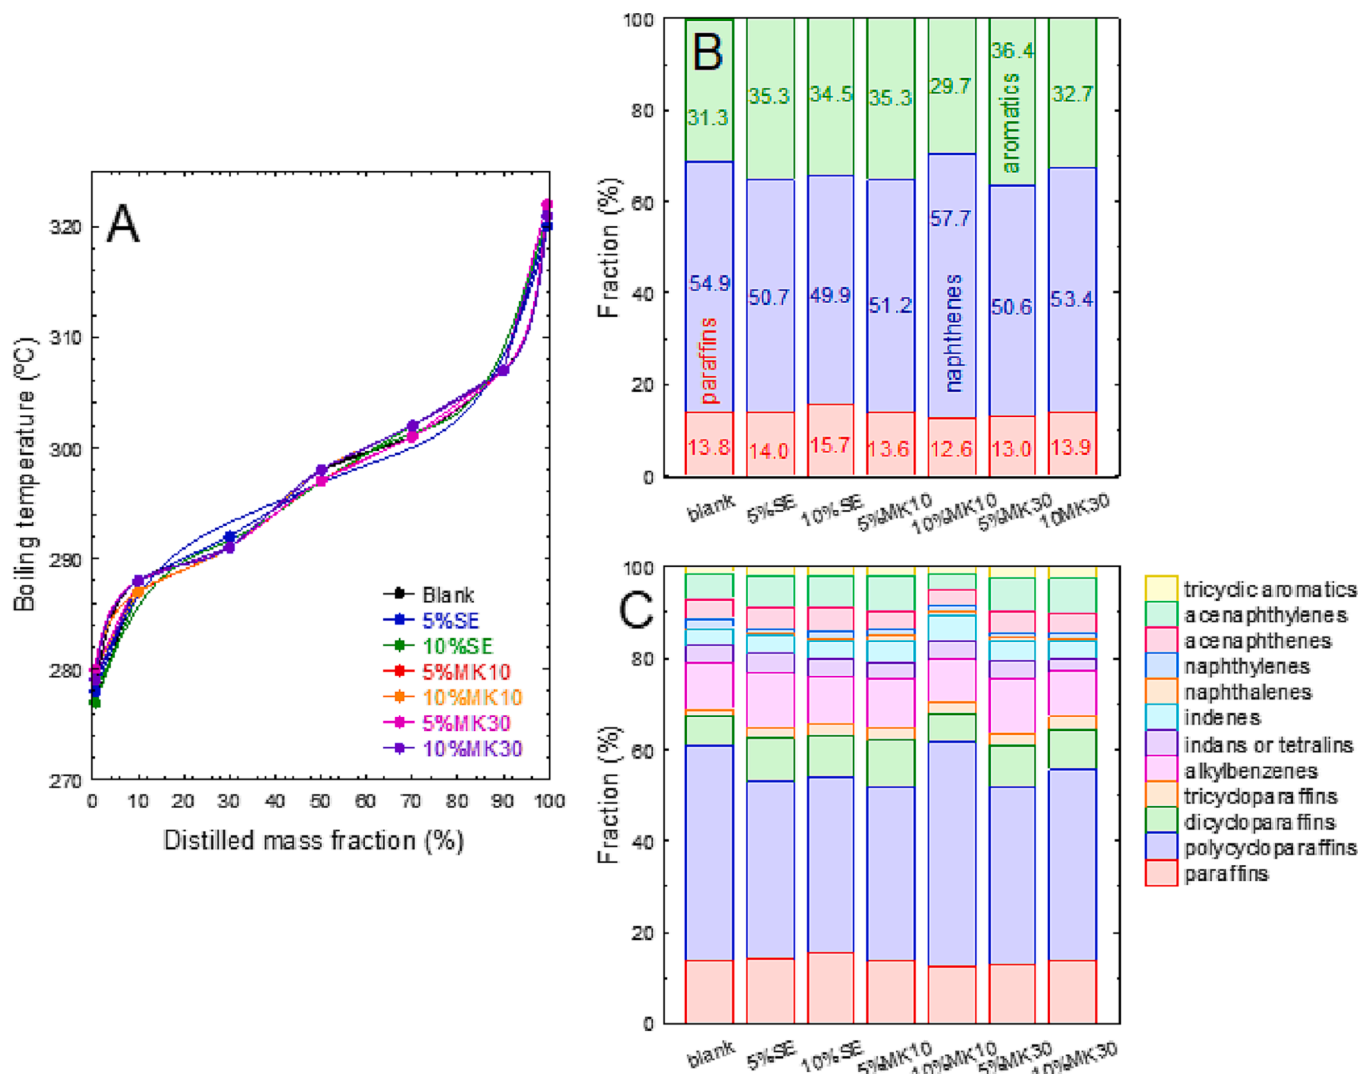 A
320
310
300
290
280
270
0 10 20 30 40 50 60 70 80 90 100
Boiling temperature (ºC)
Distilled mass fraction (%)
Blank
5%SE
10%SE
5%MK10
10%MK10
5%MK30
10%MK30
B
100
80
60
40
20
0
Fraction (%)
31.3 35.3 34.5 35.3 29.7 36.4 32.7
aromatics
54.9 50.7 49.9 51.2 57.7 50.6 53.4
naphthenes
paraffins
13.8 14.0 15.7 13.6 12.6 13.0 13.9
blank 5%SE 10%SE 5%MK10 10%MK10 5%MK30 10MK30
C
100
80
60
40
20
0
Fraction (%)
blank 5%SE 10%SE 5%MK10 10%MK10 5%MK30 10%MK30
tricyclic aromatics
acenaphthylenes
acenaphthenes
naphthylenes
naphthalenes
indenes
indans or tetralins
alkylbenzenes
tricycloparaffins
dicycloparaffins
polycycloparaffins
paraffins